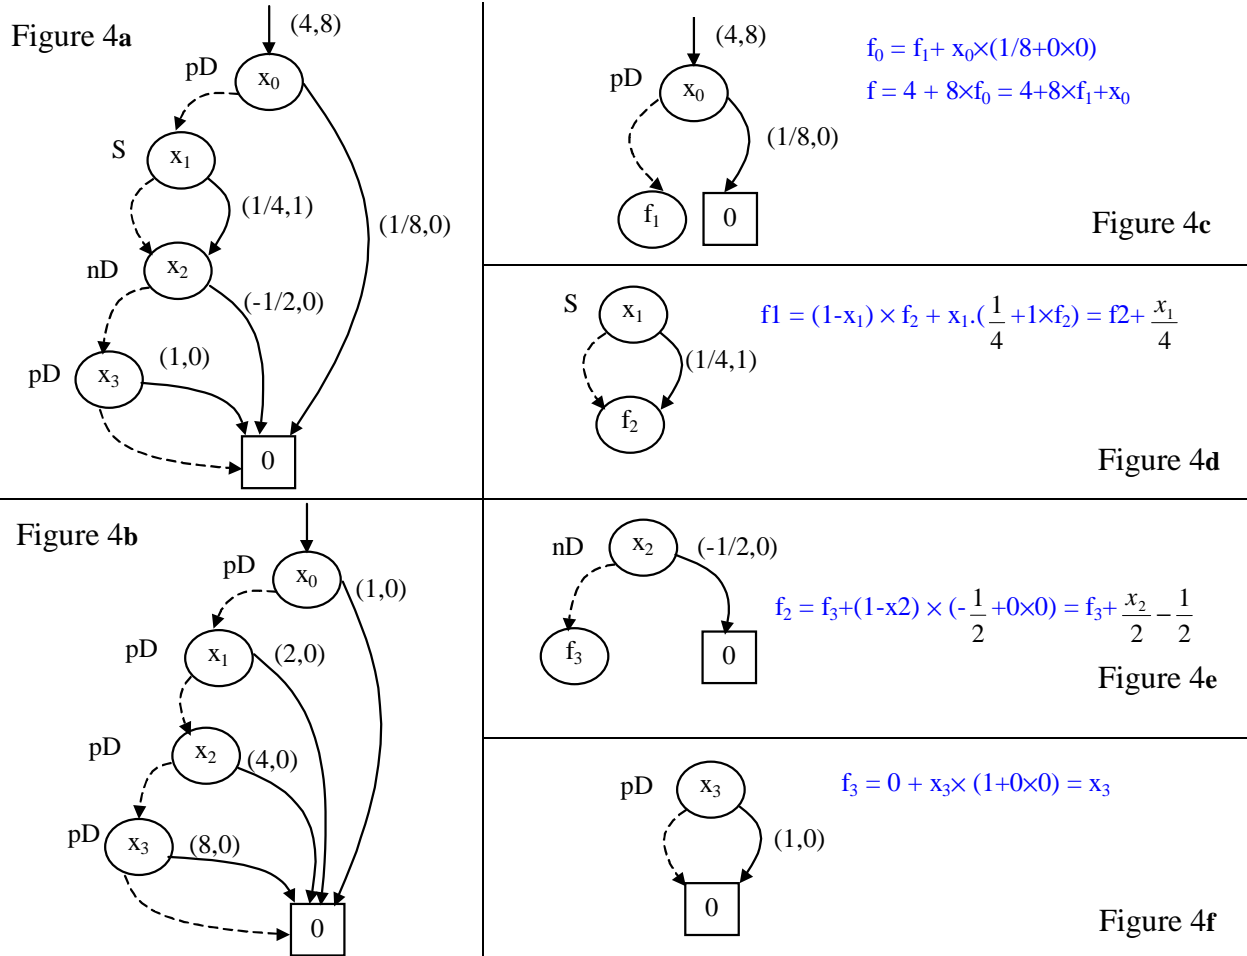 Figure 4a
(4,8)
pD
x₀
S
x₁
(1/4,1)
(1/8,0)
nD
x₂
(-1/2,0)
pD
x₃
(1,0)
0
Figure 4b
pD
x₀
(1,0)
pD
x₁
(2,0)
pD
x₂
(4,0)
pD
x₃
(8,0)
0
(4,8)
pD
x₀
(1/8,0)
f₁
0
f₀ = f₁+ x₀×(1/8+0×0)
f = 4 + 8×f₀ = 4+8×f₁+x₀
Figure 4c
S
x₁
(1/4,1)
f₂
f1 = (1-x₁) × f₂ + x₁.(1/4 +1×f₂) = f2+ x₁/4
Figure 4d
nD
x₂
(-1/2,0)
f₃
0
f₂ = f₃+(1-x2) × (-1/2 +0×0) = f₃+ x₂/2 − 1/2
Figure 4e
pD
x₃
(1,0)
0
f₃ = 0 + x₃× (1+0×0) = x₃
Figure 4f